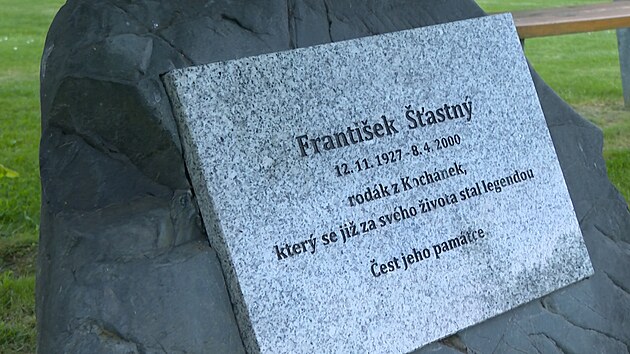 František Šťastný
12. 11. 1927 - 8. 4. 2000
rodák z Kochánek,
který se již za svého života stal legendou
Čest jeho památce